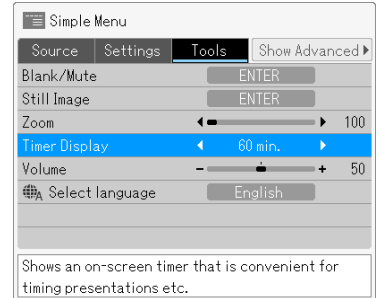 Simple Menu
Source Settings Tools Show Advanced
Blank/Mute ENTER
Still Image ENTER
Zoom 100
Timer Display 60 min.
Volume - + 50
Select language English
Shows an on-screen timer that is convenient for
timing presentations etc.